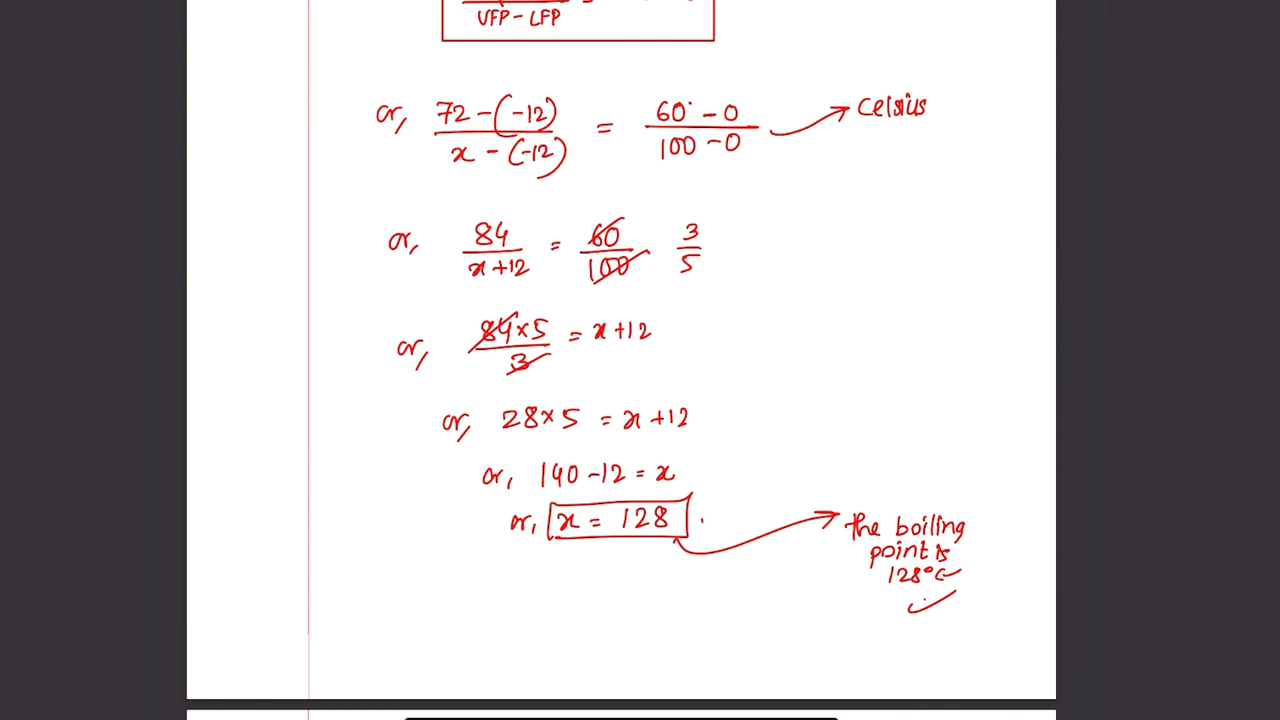 UFP - LFP
or, 72 - (-12) / x - (-12) = 60 - 0 / 100 - 0 → Celsius
or, 84 / x + 12 = 60 / 100 3 / 5
or, 84 × 5 / 3 = x + 12
or, 28 × 5 = x + 12
or, 140 - 12 = x
or, x = 128 .
the boiling
point is
128°C